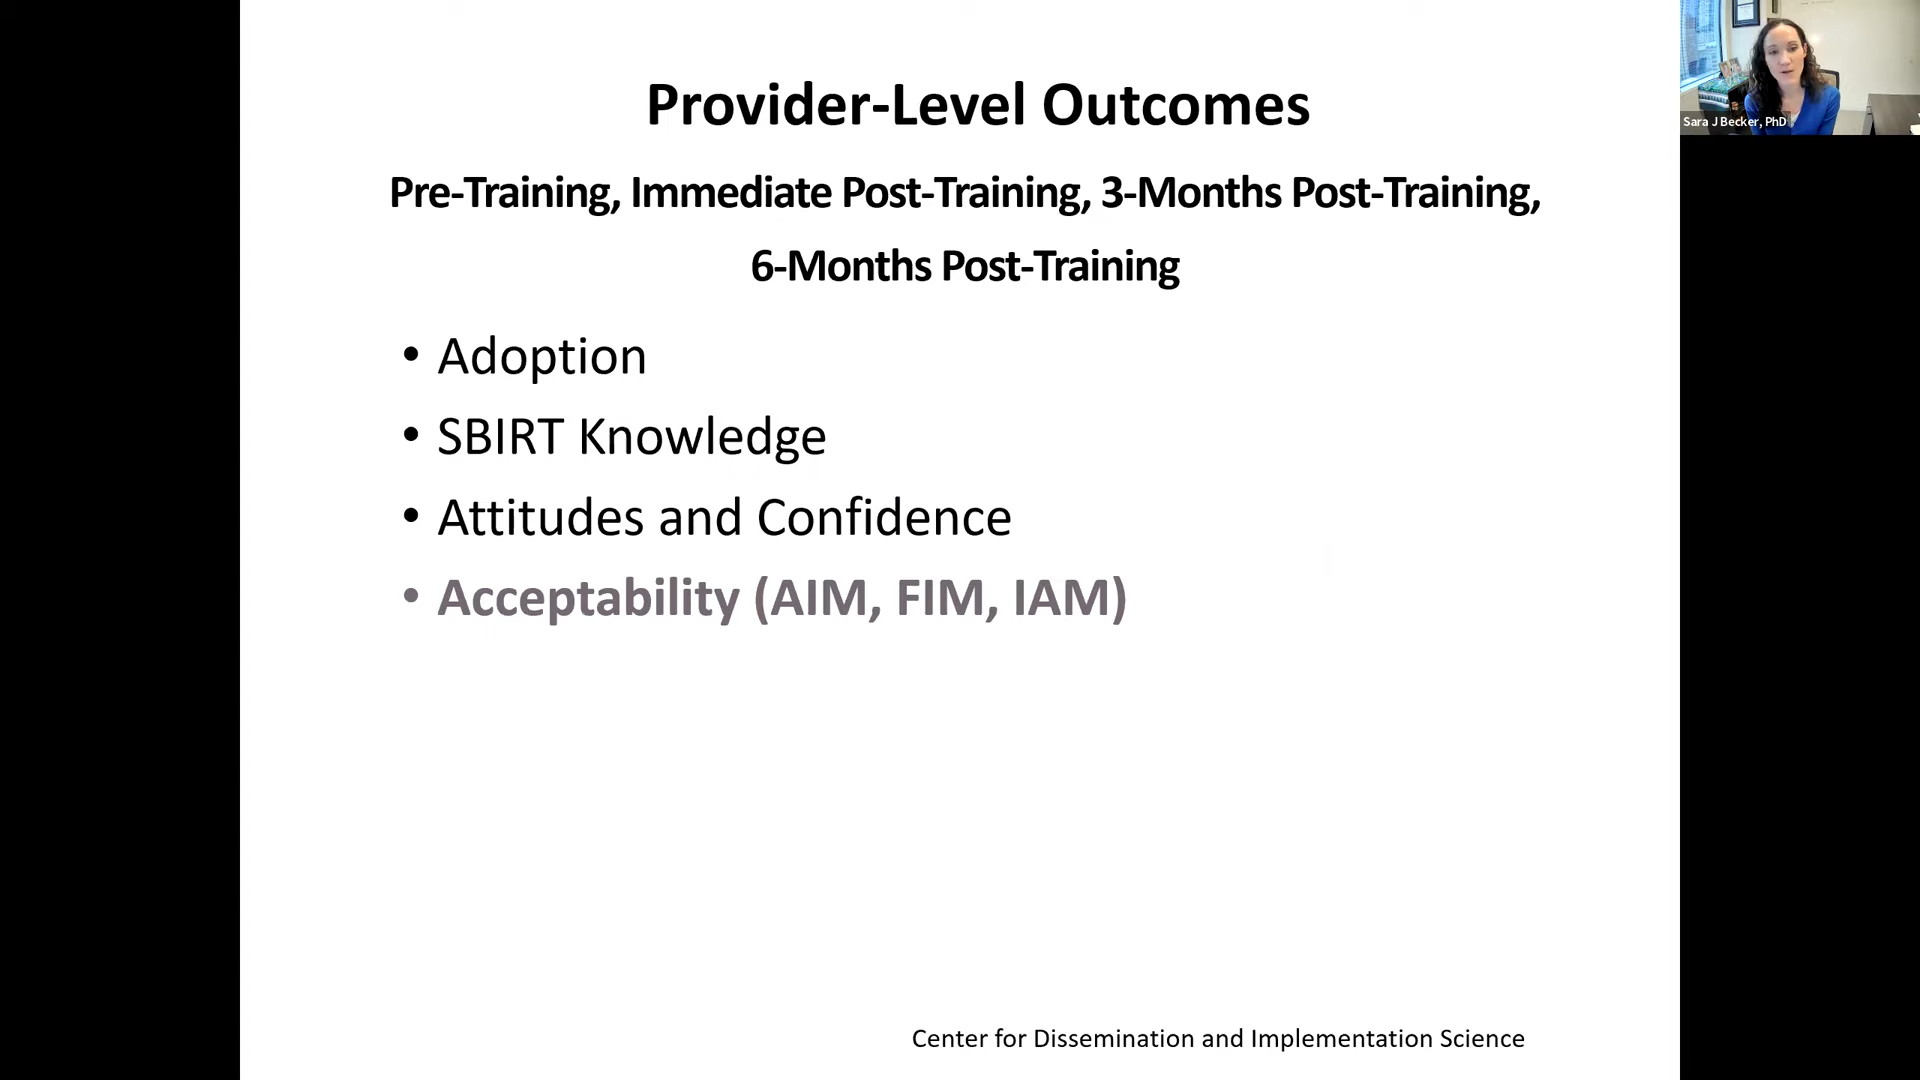 Provider-Level Outcomes
Pre-Training, Immediate Post-Training, 3-Months Post-Training,
6-Months Post-Training
• Adoption
• SBIRT Knowledge
• Attitudes and Confidence
• Acceptability (AIM, FIM, IAM)
Center for Dissemination and Implementation Science
Sara J Becker, PhD